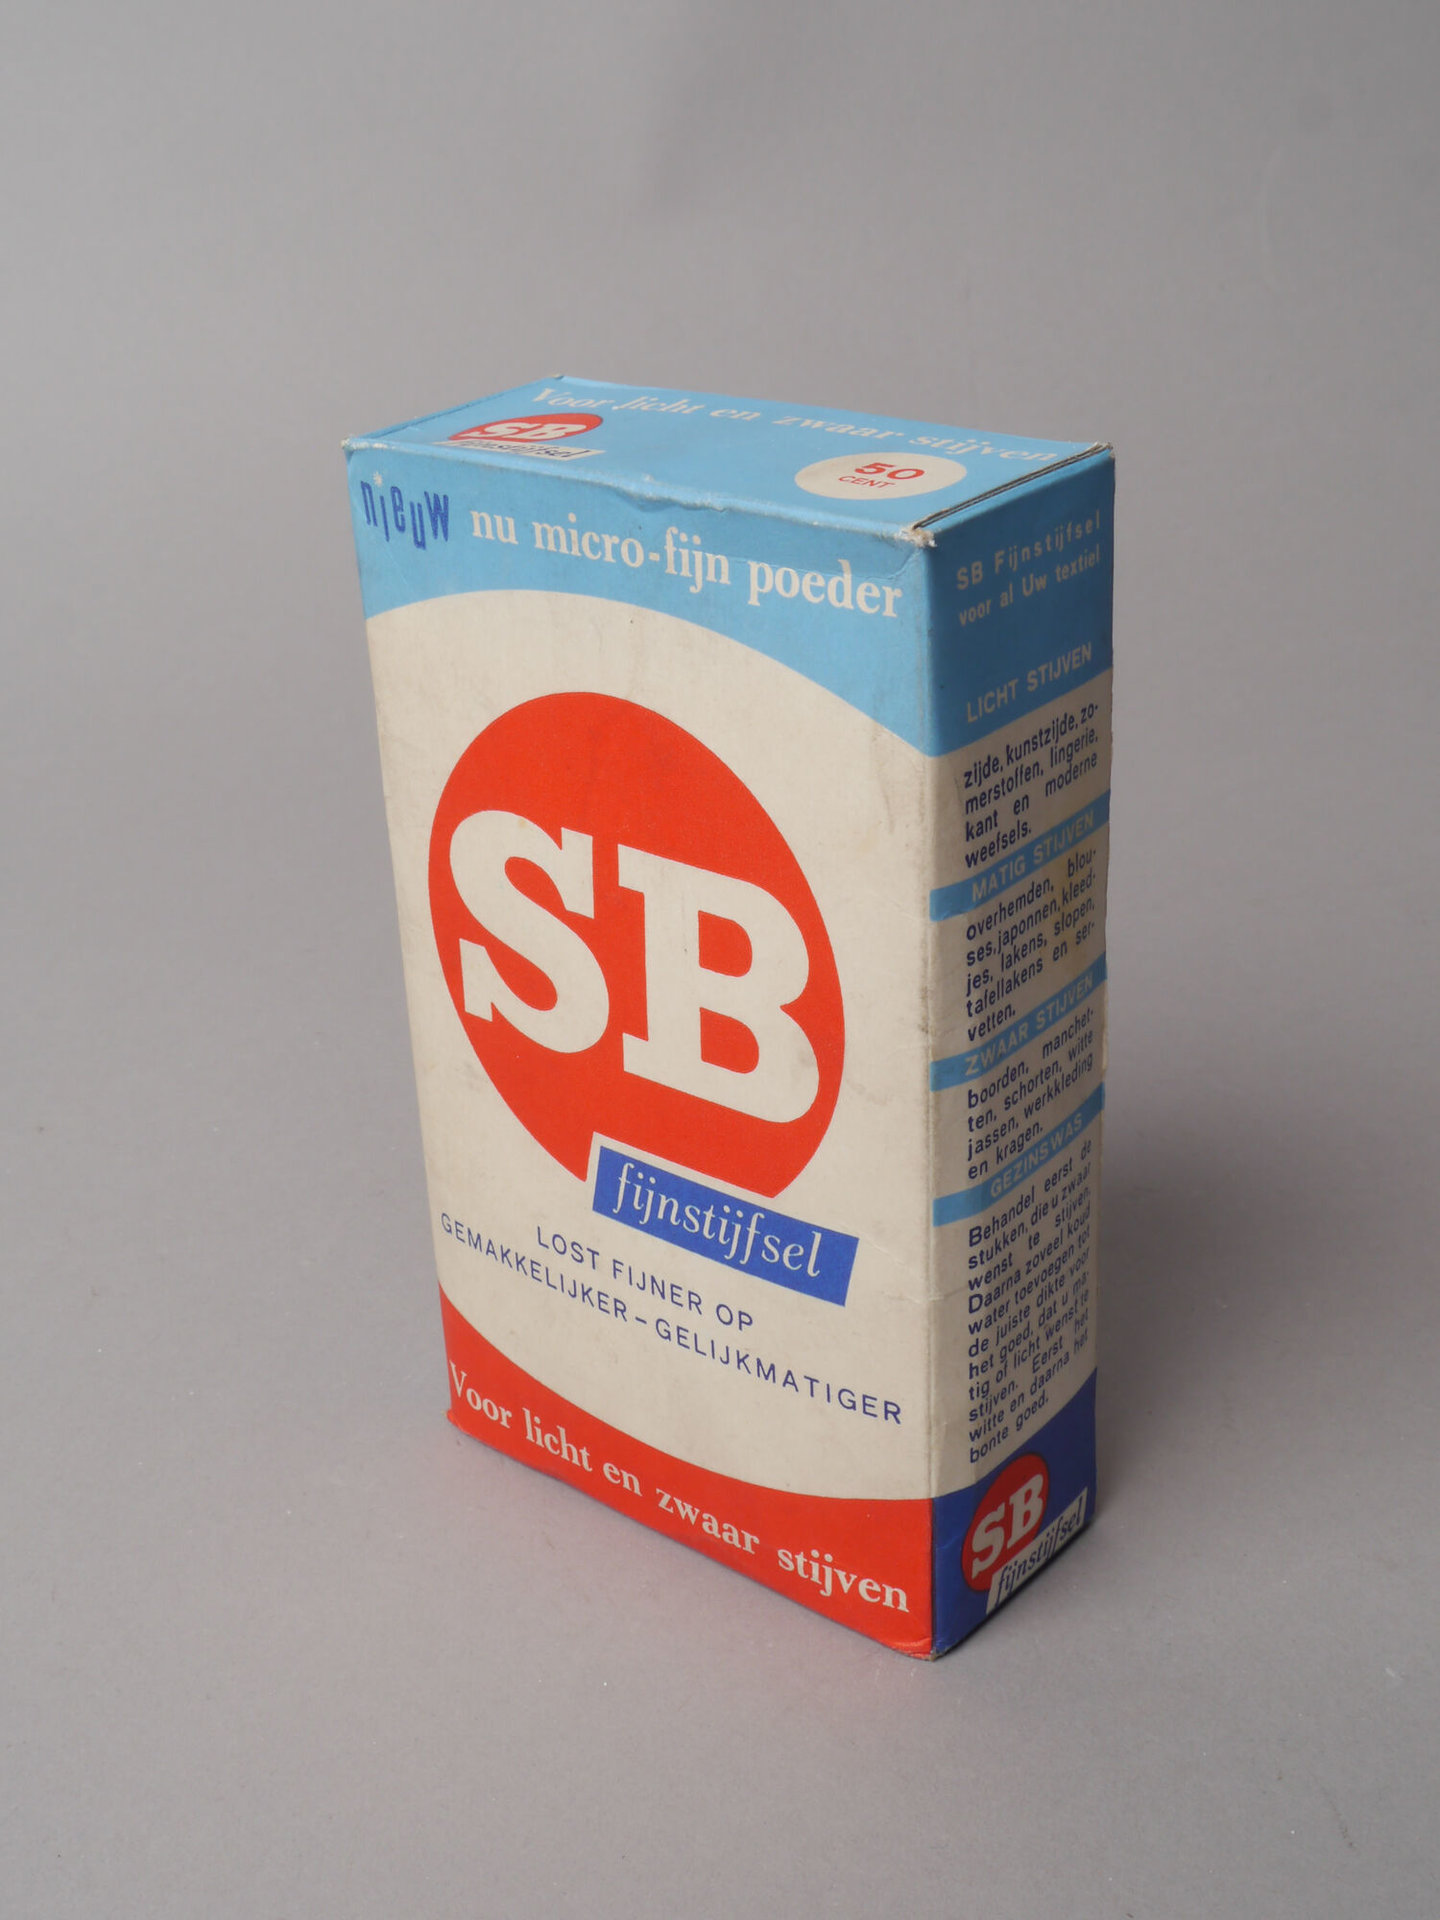 Voor licht en zwaar stijven
SB
fijnstijfsel
50
CENT
nieuw nu micro-fijn poeder
SB
fijnstijfsel
LOST FIJNER OP
GEMAKKELIJKER - GELIJKMATIGER
Voor licht en zwaar stijven
SB Fijnstijfsel
voor al Uw textiel
LICHT STIJVEN
zijde, kunstzijde, zo-
merstoffen, lingerie,
kant en moderne
weefsels.
MATIG STIJVEN
overhemden, blou-
ses, japonnen, kleed-
jes, lakens, slopen,
tafellakens en ser-
vetten.
ZWAAR STIJVEN
boorden, manchet-
ten, schorten, witte
jassen, werkkleding
en kragen.
GEZINSWAS
Behandel eerst de
stukken, die u zwaar
wenst te stijven.
Daarna zoveel koud
water toevoegen tot
de juiste dikte voor
het goed, dat u ma-
tig of licht wenst te
stijven. Eerst het
witte en daarna het
bonte goed.
SB
fijnstijfsel